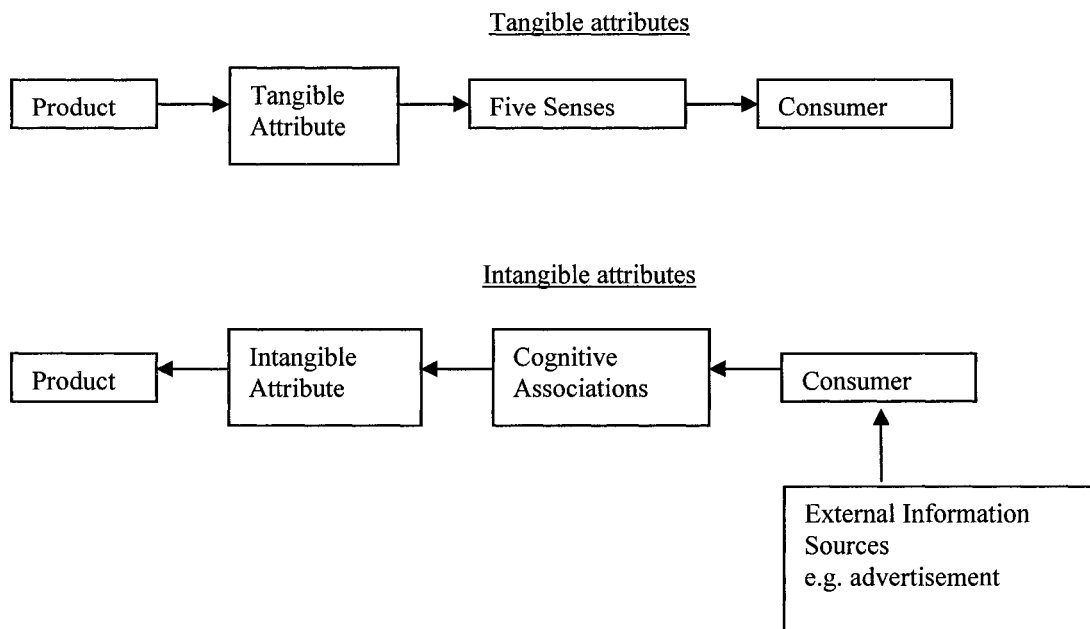 Tangible attributes
Product
Tangible
Attribute
Five Senses
Consumer
Intangible attributes
Product
Intangible
Attribute
Cognitive
Associations
Consumer
External Information
Sources
e.g. advertisement